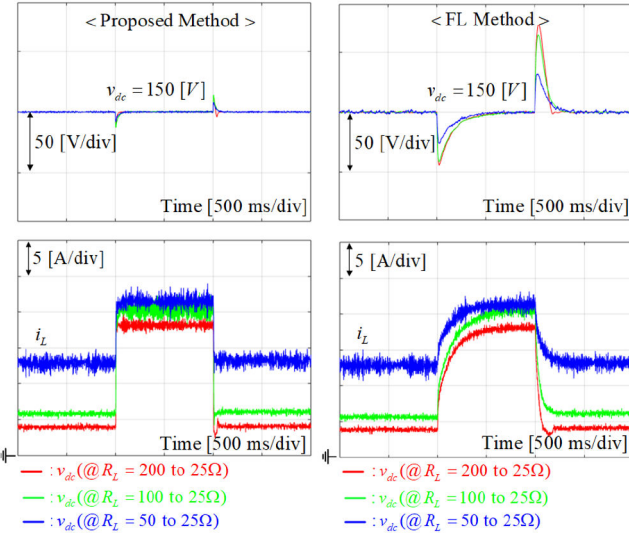 < Proposed Method >
v_dc = 150 [V]
50 [V/div]
Time [500 ms/div]
< FL Method >
v_dc = 150 [V]
50 [V/div]
Time [500 ms/div]
5 [A/div]
i_L
Time [500 ms/div]
5 [A/div]
i_L
Time [500 ms/div]
: v_dc (@R_L = 200 to 25Ω)
: v_dc (@R_L = 100 to 25Ω)
: v_dc (@R_L = 50 to 25Ω)
: v_dc (@R_L = 200 to 25Ω)
: v_dc (@R_L = 100 to 25Ω)
: v_dc (@R_L = 50 to 25Ω)